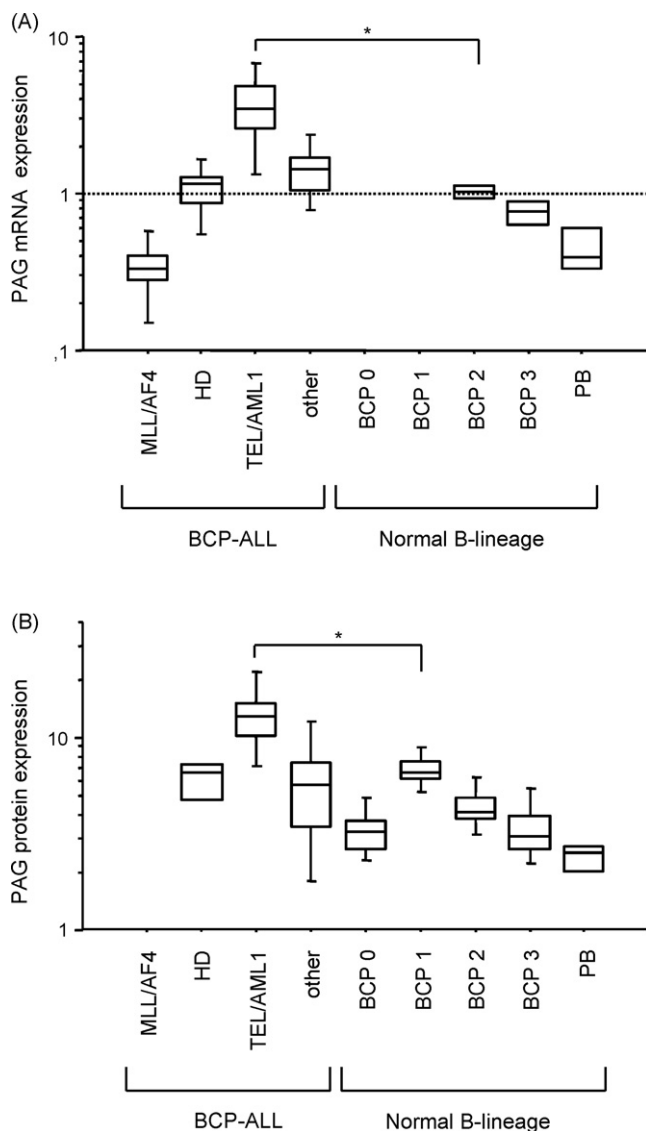 (A)
PAG mRNA expression
10
1
,1
*
MLL/AF4
HD
TEL/AML1
other
BCP 0
BCP 1
BCP 2
BCP 3
PB
BCP-ALL
Normal B-lineage
(B)
PAG protein expression
10
1
*
MLL/AF4
HD
TEL/AML1
other
BCP 0
BCP 1
BCP 2
BCP 3
PB
BCP-ALL
Normal B-lineage